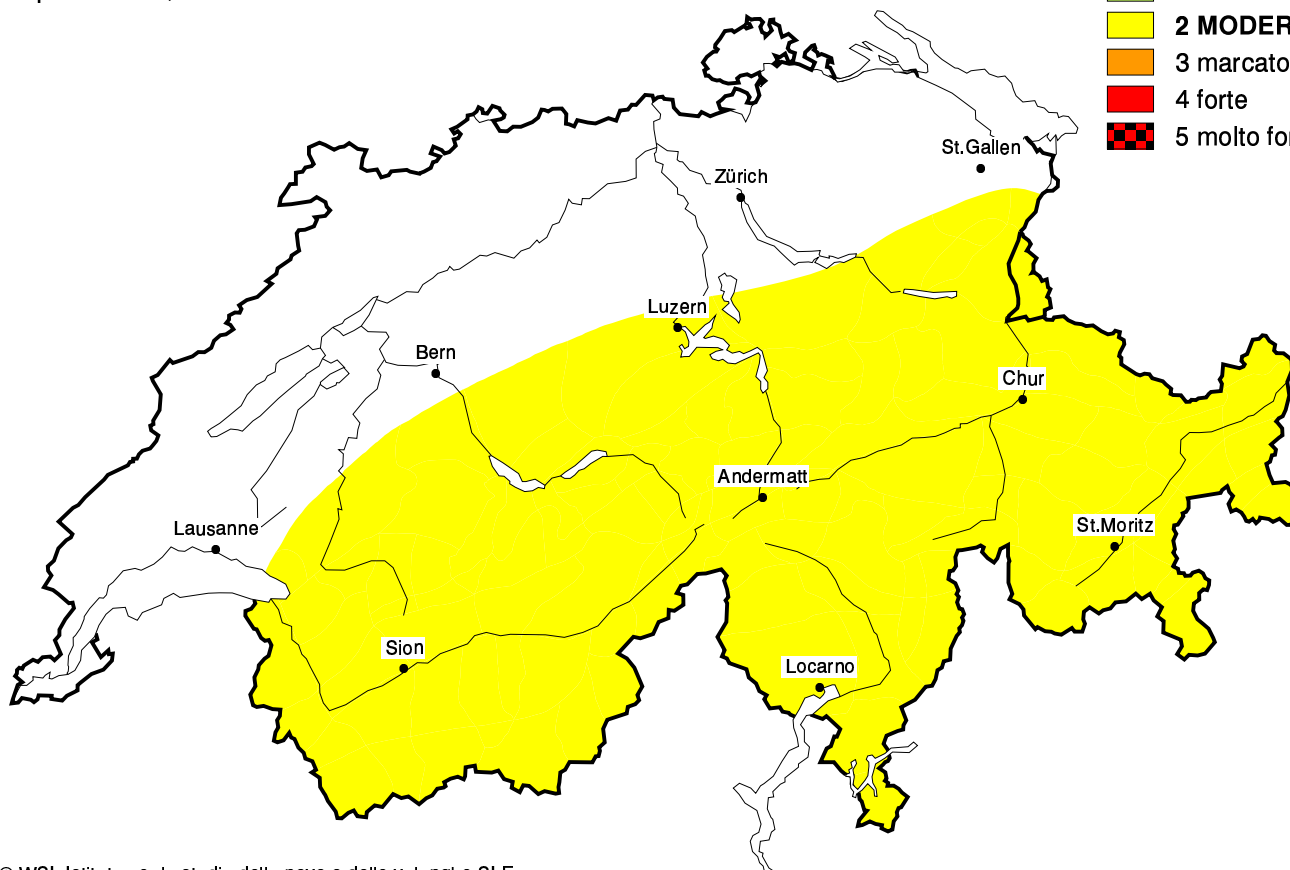 2 MODER
3 marcato
4 forte
5 molto for
St.Gallen
Zürich
Luzern
Bern
Chur
Andermatt
Lausanne
St.Moritz
Sion
Locarno